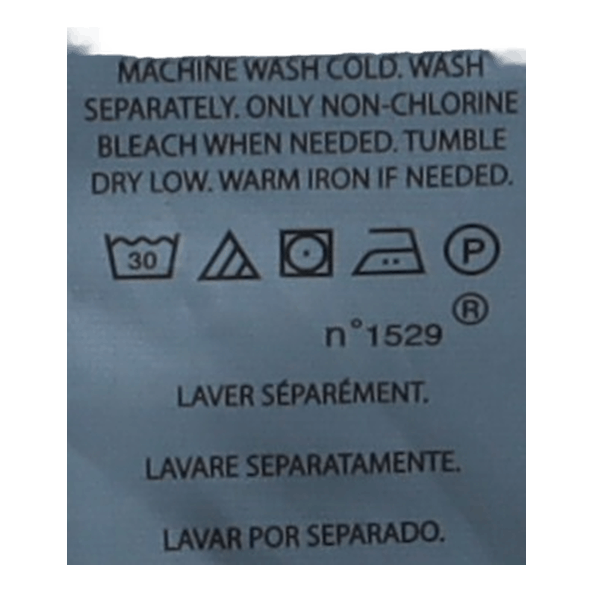 MACHINE WASH COLD. WASH
SEPARATELY. ONLY NON-CHLORINE
BLEACH WHEN NEEDED. TUMBLE
DRY LOW. WARM IRON IF NEEDED.
30 P
®
n°1529
LAVER SÉPARÉMENT.
LAVARE SEPARATAMENTE.
LAVAR POR SEPARADO.